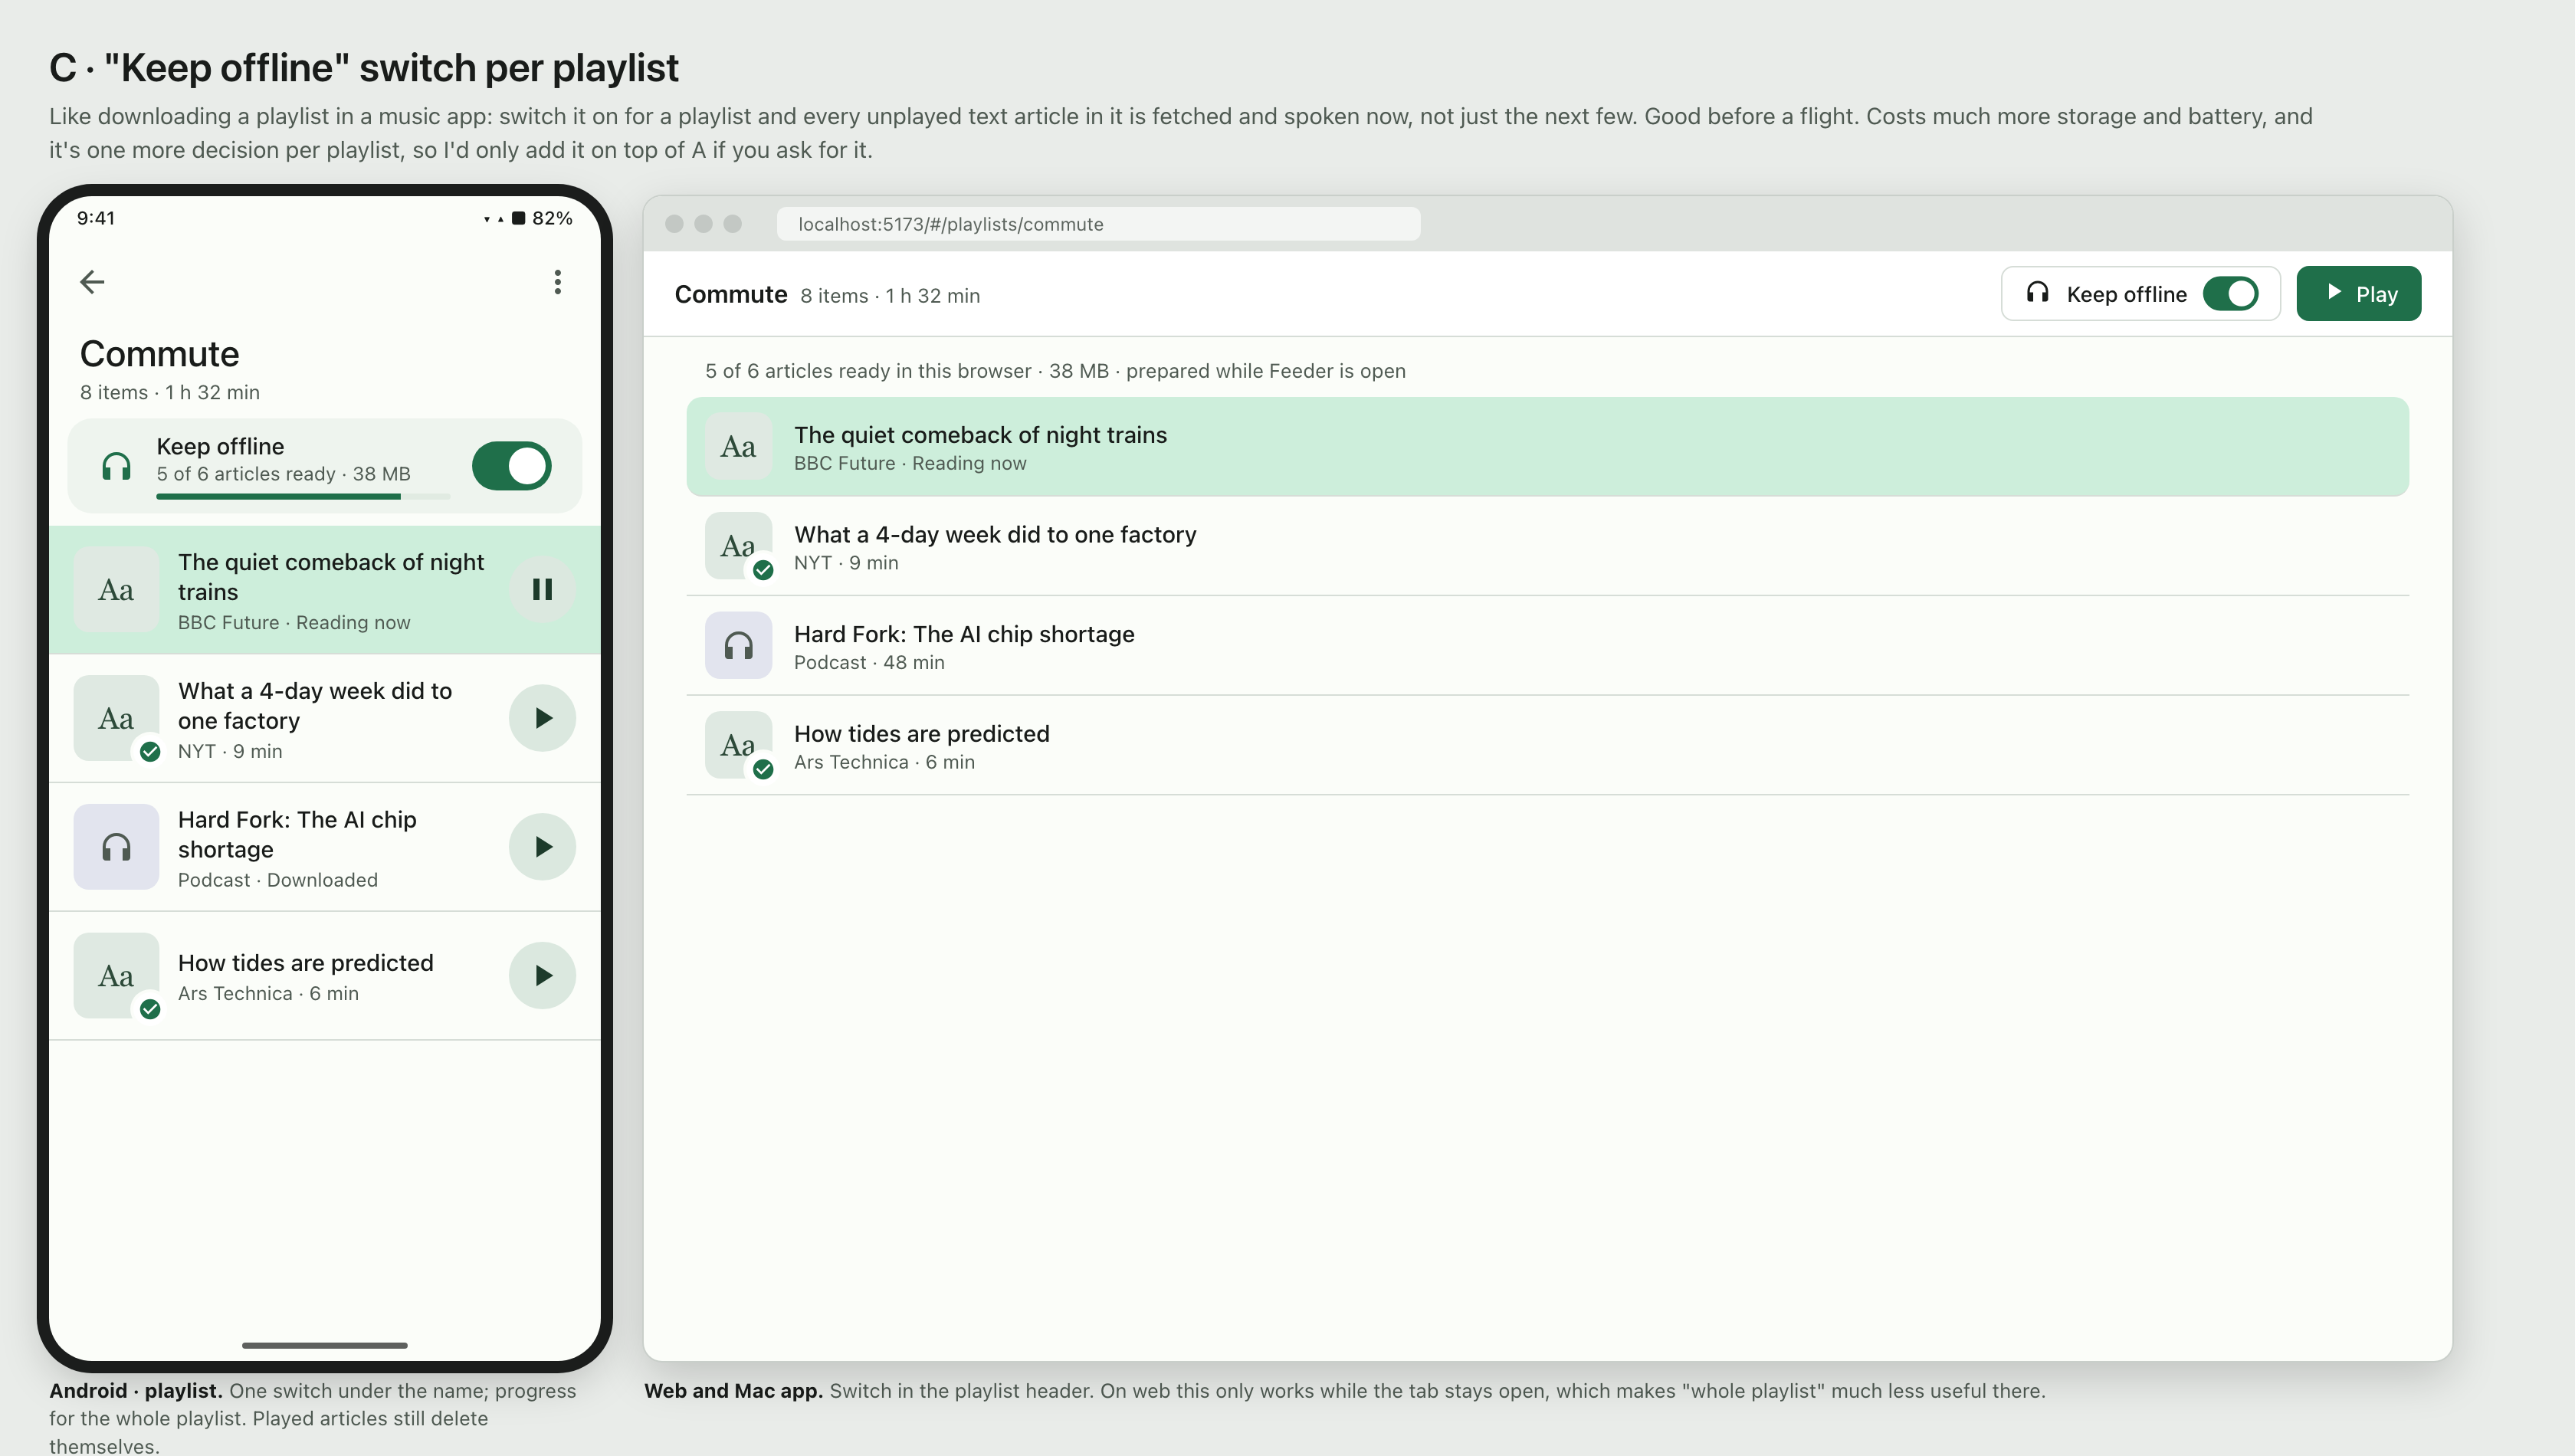 C · "Keep offline" switch per playlist
Like downloading a playlist in a music app: switch it on for a playlist and every unplayed text article in it is fetched and spoken now, not just the next few. Good before a flight. Costs much more storage and battery, and
it's one more decision per playlist, so I'd only add it on top of A if you ask for it.
9:41
82%
Commute
8 items · 1 h 32 min
Keep offline
5 of 6 articles ready · 38 MB
Aa
The quiet comeback of night
trains
BBC Future · Reading now
Aa
What a 4-day week did to
one factory
NYT · 9 min
Hard Fork: The AI chip
shortage
Podcast · Downloaded
Aa
How tides are predicted
Ars Technica · 6 min
Android · playlist. One switch under the name; progress
for the whole playlist. Played articles still delete
themselves.
localhost:5173/#/playlists/commute
Commute 8 items · 1 h 32 min
Keep offline
Play
5 of 6 articles ready in this browser · 38 MB · prepared while Feeder is open
Aa
The quiet comeback of night trains
BBC Future · Reading now
Aa
What a 4-day week did to one factory
NYT · 9 min
Hard Fork: The AI chip shortage
Podcast · 48 min
Aa
How tides are predicted
Ars Technica · 6 min
Web and Mac app. Switch in the playlist header. On web this only works while the tab stays open, which makes "whole playlist" much less useful there.